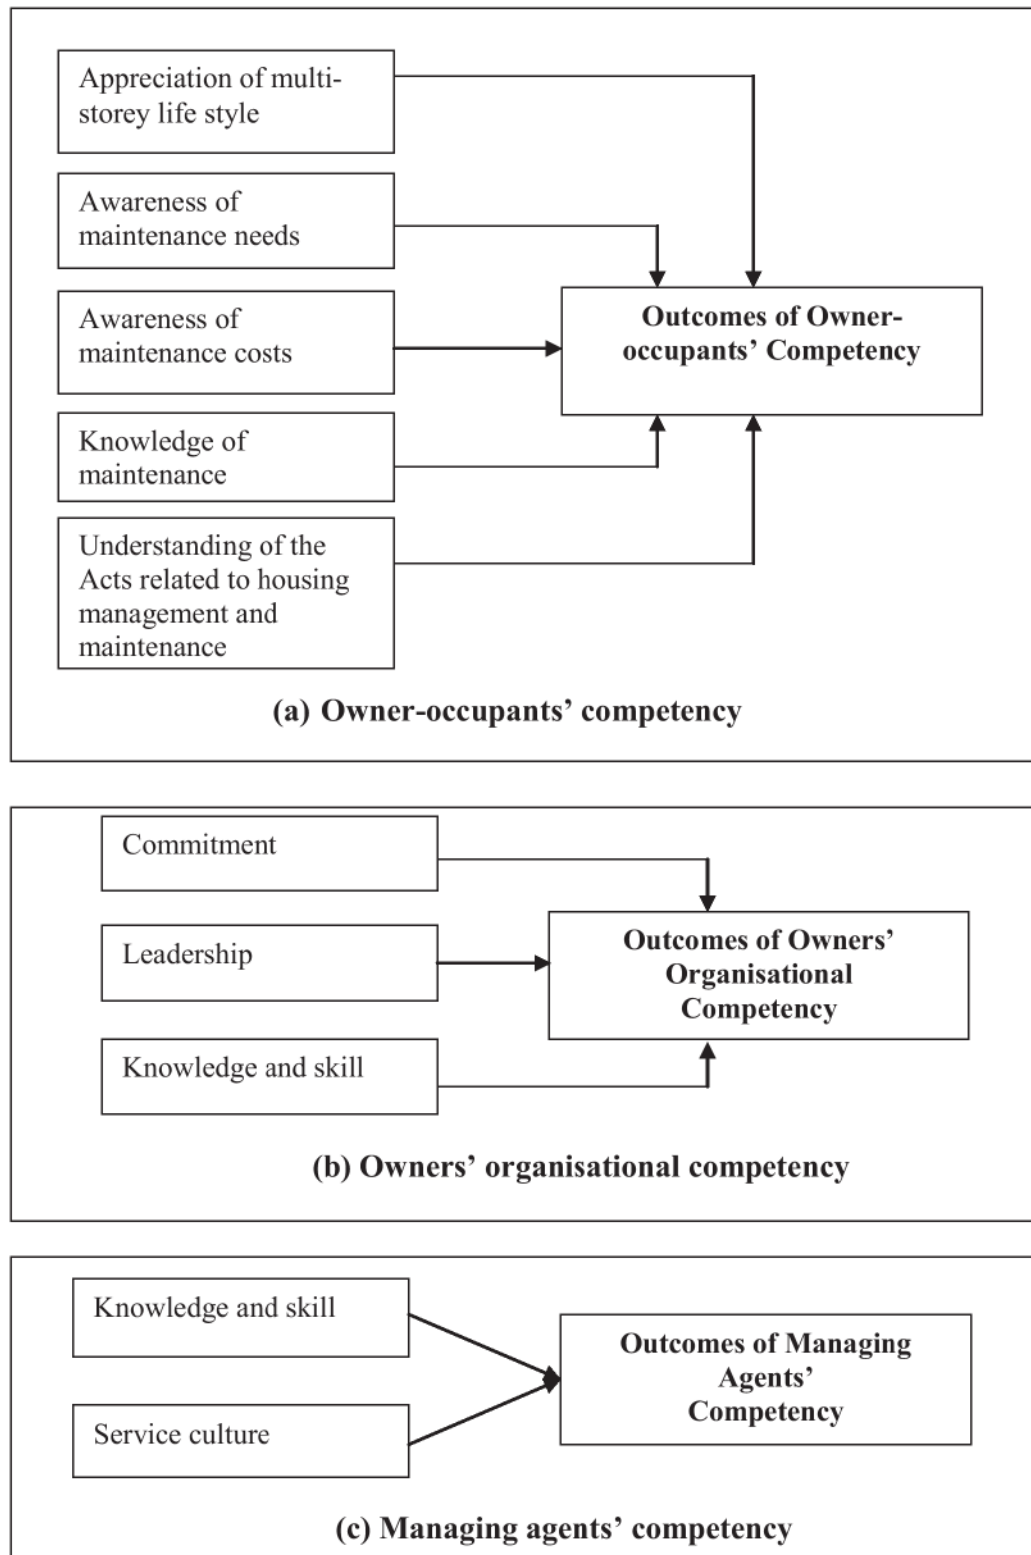 Appreciation of multi-
storey life style
Awareness of
maintenance needs
Awareness of
maintenance costs
Knowledge of
maintenance
Understanding of the
Acts related to housing
management and
maintenance
Outcomes of Owner-
occupants’ Competency
(a) Owner-occupants’ competency
Commitment
Leadership
Knowledge and skill
Outcomes of Owners’
Organisational
Competency
(b) Owners’ organisational competency
Knowledge and skill
Service culture
Outcomes of Managing
Agents’
Competency
(c) Managing agents’ competency